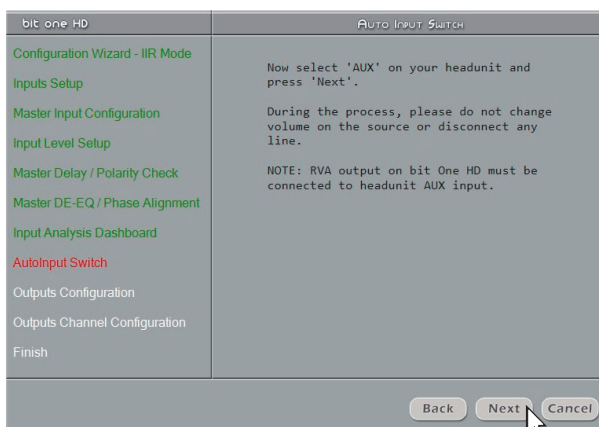 bit one HD
Auto Input Switch
Configuration Wizard - IIR Mode
Inputs Setup
Master Input Configuration
Input Level Setup
Master Delay / Polarity Check
Master DE-EQ / Phase Alignment
Input Analysis Dashboard
AutoInput Switch
Outputs Configuration
Outputs Channel Configuration
Finish
Now select 'AUX' on your headunit and
press 'Next'.
During the process, please do not change
volume on the source or disconnect any
line.
NOTE: RVA output on bit One HD must be
connected to headunit AUX input.
Back
Next
Cancel